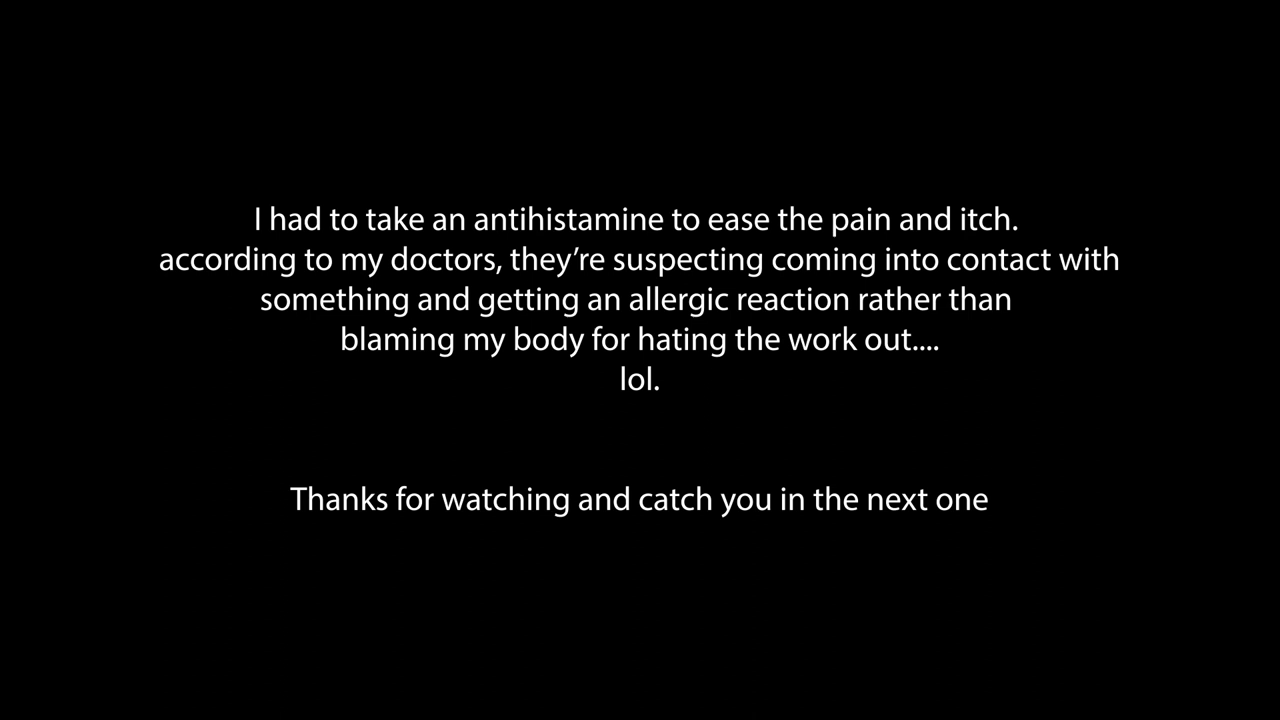 I had to take an antihistamine to ease the pain and itch.
according to my doctors, they’re suspecting coming into contact with
something and getting an allergic reaction rather than
blaming my body for hating the work out....
lol.
Thanks for watching and catch you in the next one